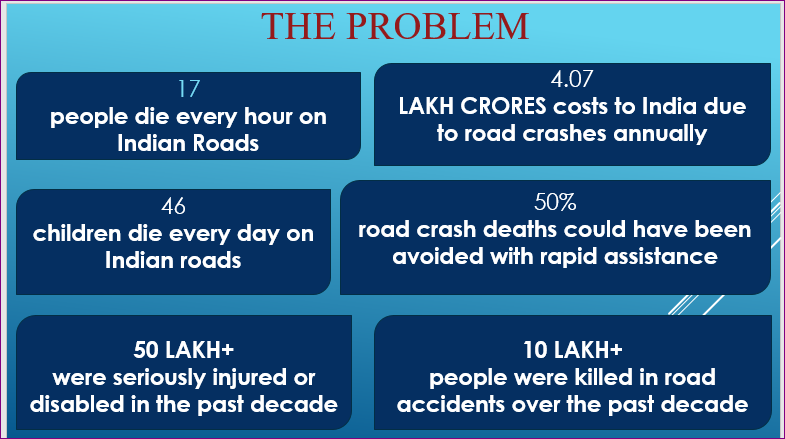 THE PROBLEM
17
people die every hour on
Indian Roads
4.07
LAKH CRORES costs to India due
to road crashes annually
46
children die every day on
Indian roads
50%
road crash deaths could have been
avoided with rapid assistance
50 LAKH+
were seriously injured or
disabled in the past decade
10 LAKH+
people were killed in road
accidents over the past decade